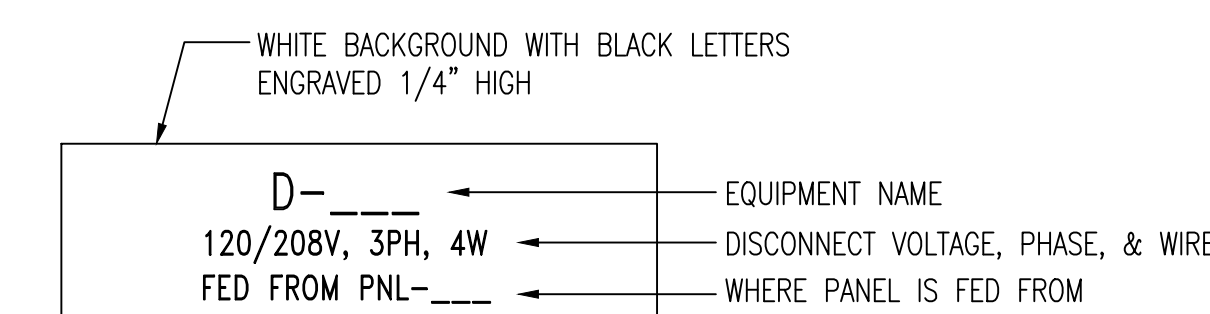 WHITE BACKGROUND WITH BLACK LETTERS
ENGRAVED 1/4" HIGH
D-___
EQUIPMENT NAME
120/208V, 3PH, 4W
DISCONNECT VOLTAGE, PHASE, & WIRE
FED FROM PNL-___
WHERE PANEL IS FED FROM